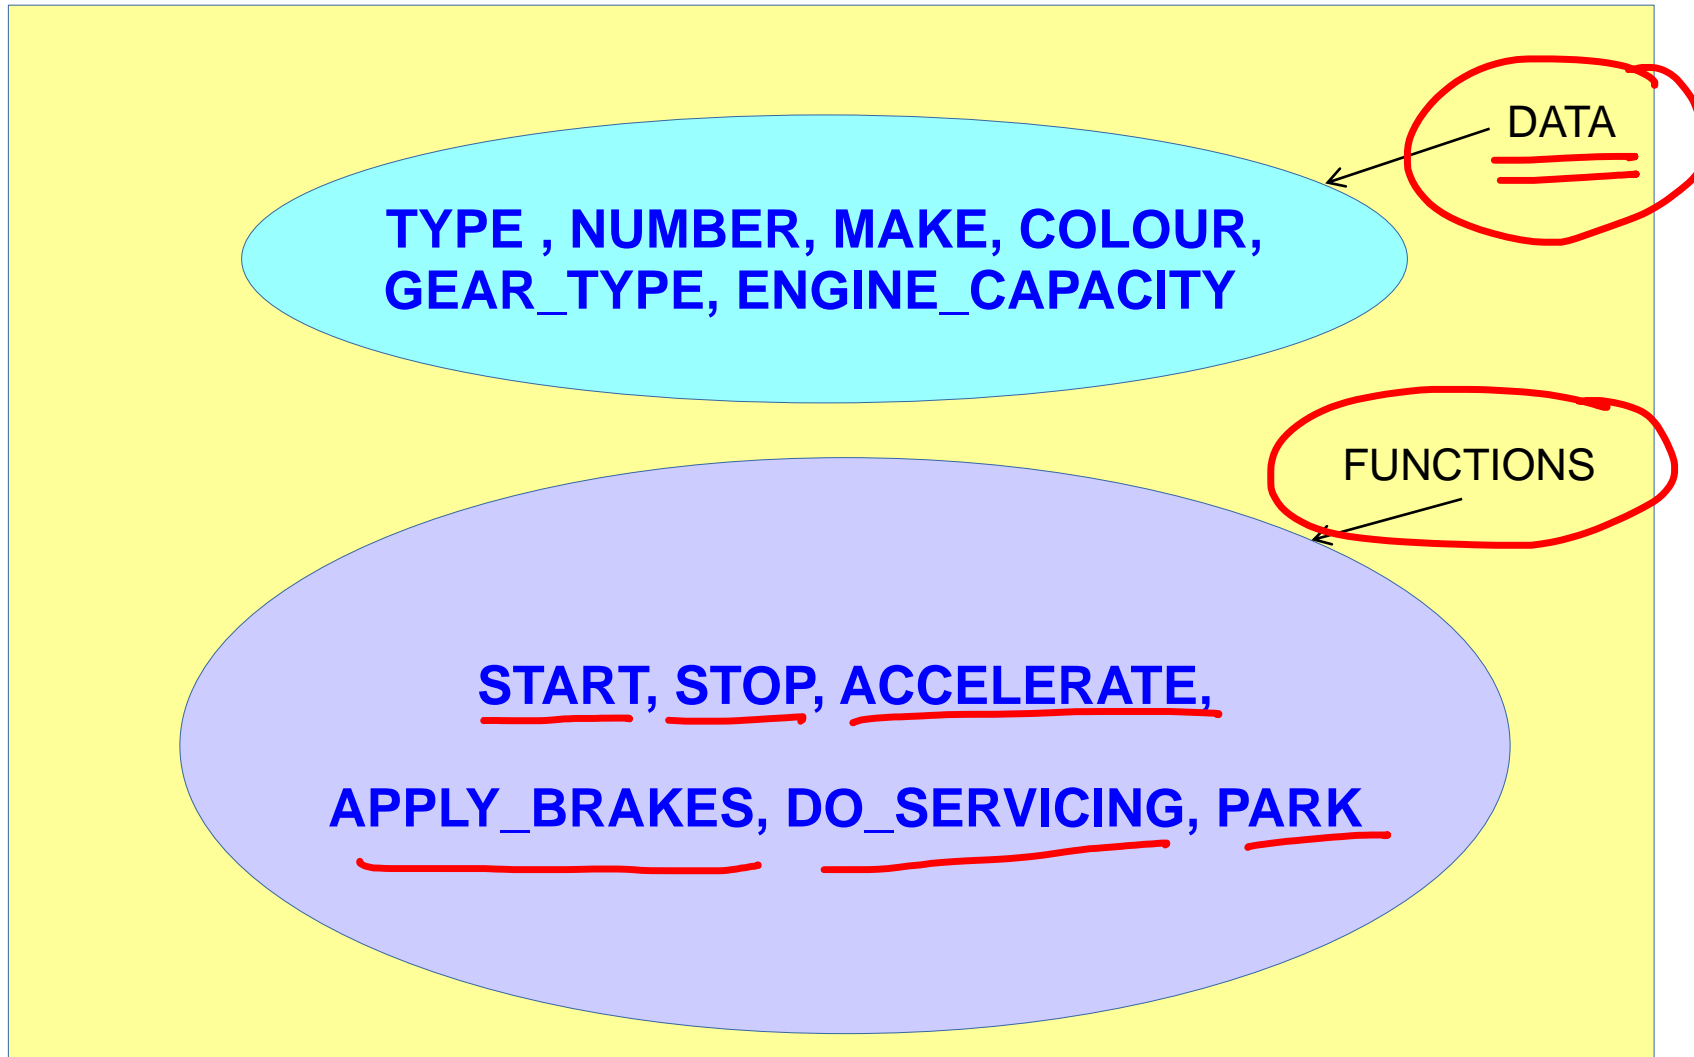 DATA
TYPE , NUMBER, MAKE, COLOUR,
GEAR_TYPE, ENGINE_CAPACITY
FUNCTIONS
START, STOP, ACCELERATE,
APPLY_BRAKES, DO_SERVICING, PARK